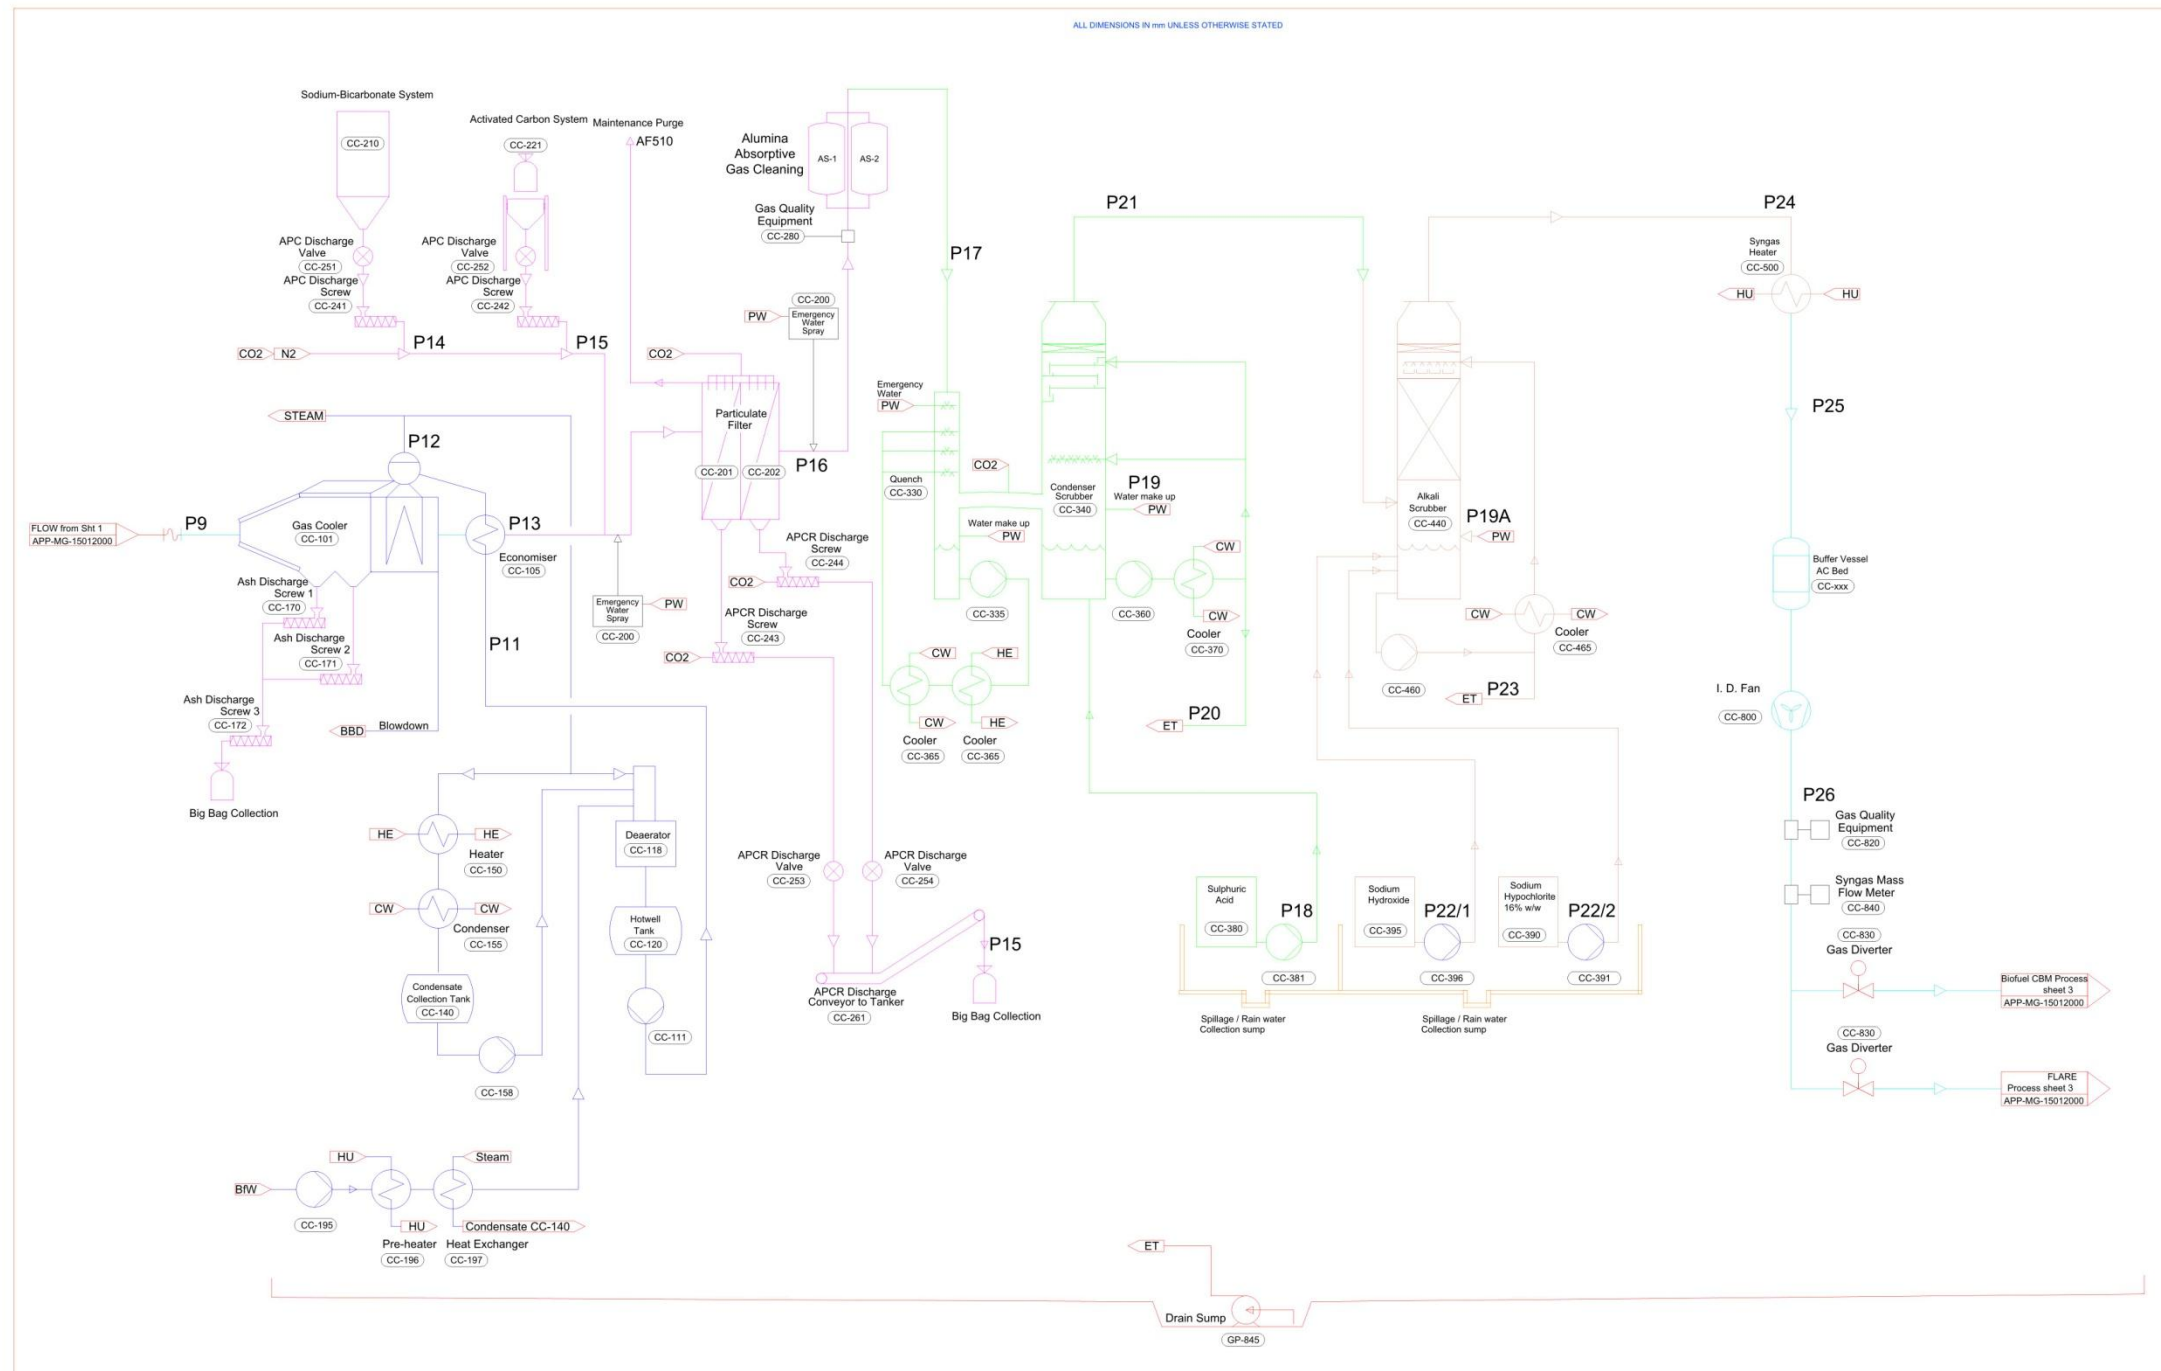 ALL DIMENSIONS IN mm UNLESS OTHERWISE STATED
Sodium-Bicarbonate System
CC-210
APC Discharge
Valve
CC-251
APC Discharge
Screw
CC-241
Activated Carbon System
CC-221
APC Discharge
Valve
CC-252
APC Discharge
Screw
CC-242
Maintenance Purge
AF510
CO2
N2
P14
P15
Alumina
Absorptive
Gas Cleaning
AS-1
AS-2
Gas Quality
Equipment
CC-280
CC-200
PW
Emergency
Water
Spray
CO2
Particulate
Filter
CC-201
CC-202
P16
P17
STEAM
P12
FLOW from Sht 1
APP-MG-15012000
P9
Gas Cooler
CC-101
P13
Economiser
CC-105
Ash Discharge
Screw 1
CC-170
Ash Discharge
Screw 2
CC-171
Ash Discharge
Screw 3
CC-172
Big Bag Collection
BBD
Blowdown
P11
Emergency
Water
Spray
PW
CC-200
APCR Discharge
Screw
CC-244
CO2
APCR Discharge
Screw
CC-243
CO2
HE
HE
Heater
CC-150
CW
CW
Condenser
CC-155
Condensate
Collection Tank
CC-140
CC-158
Deaerator
CC-118
Hotwell
Tank
CC-120
CC-111
BfW
CC-195
HU
HU
Pre-heater
CC-196
Steam
Condensate CC-140
Heat Exchanger
CC-197
APCR Discharge
Valve
CC-253
APCR Discharge
Valve
CC-254
APCR Discharge
Conveyor to Tanker
CC-261
P15
Big Bag Collection
Emergency
Water
PW
Quench
CC-330
CO2
Water make up
PW
CC-335
CW
CW
Cooler
CC-365
HE
HE
Cooler
CC-365
P21
Condenser
Scrubber
CC-340
P19
Water make up
PW
CC-360
CW
CW
Cooler
CC-370
ET
P20
Sulphuric
Acid
CC-380
P18
CC-381
Spillage / Rain water
Collection sump
Alkali
Scrubber
CC-440
P19A
PW
CW
CW
Cooler
CC-465
CC-460
ET
P23
Sodium
Hydroxide
CC-395
P22/1
CC-396
Sodium
Hypochlorite
16% w/w
CC-390
P22/2
CC-391
Spillage / Rain water
Collection sump
P24
Syngas
Heater
CC-500
HU
HU
P25
Buffer Vessel
AC Bed
CC-xxx
I. D. Fan
CC-800
P26
Gas Quality
Equipment
CC-820
Syngas Mass
Flow Meter
CC-840
CC-830
Gas Diverter
Biofuel CBM Process
sheet 3
APP-MG-15012000
CC-830
Gas Diverter
FLARE
Process sheet 3
APP-MG-15012000
ET
Drain Sump
GP-845